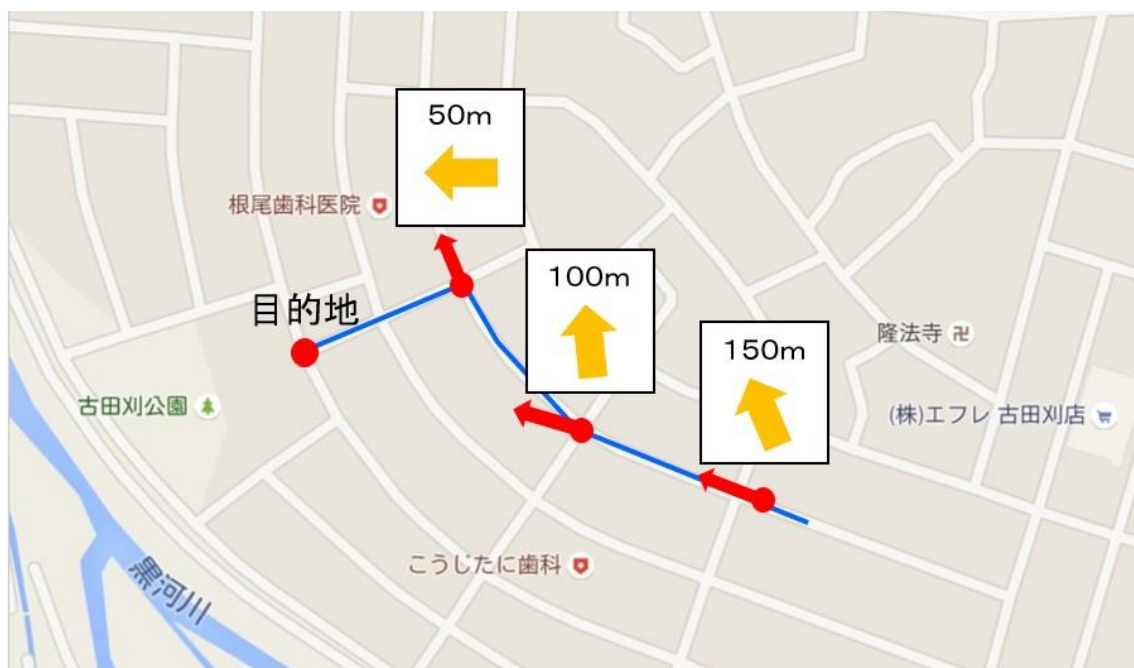 50m
根尾歯科医院
100m
目的地
150m
隆法寺
古田刈公園
(株)エフレ 古田刈店
こうじたに歯科
黒河川